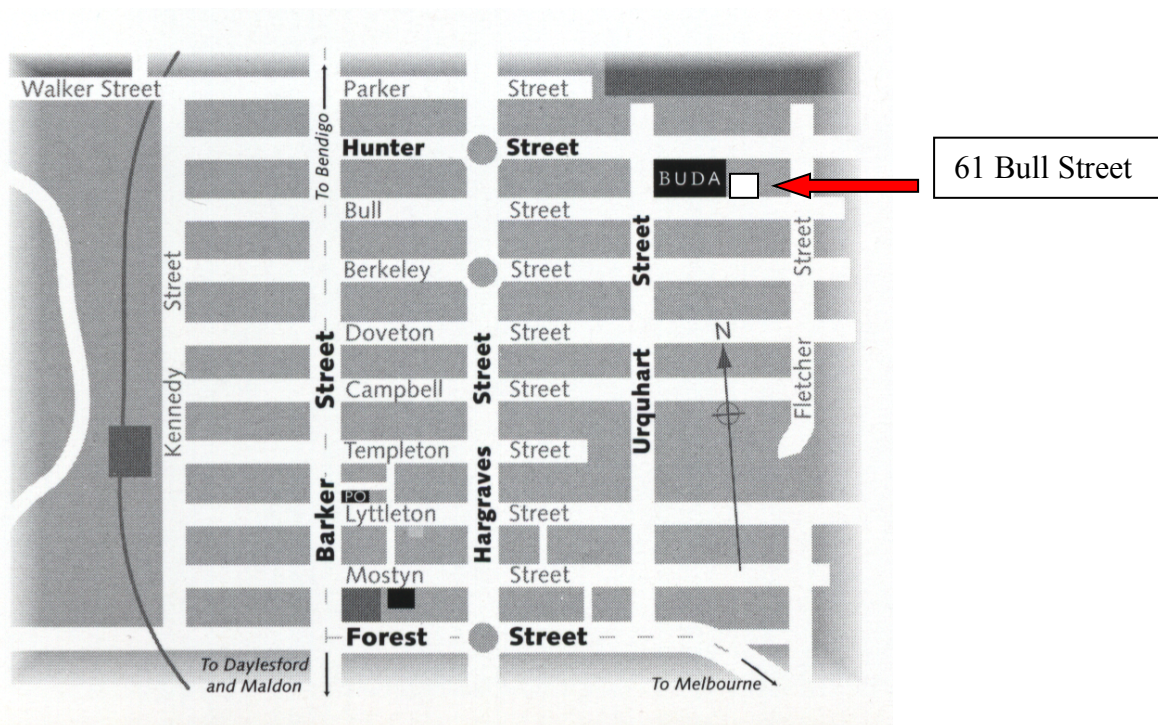 Walker Street
Parker Street
To Bendigo
Hunter Street
61 Bull Street
BUDA
Bull Street
Street
Street
Berkeley Street
Street
Doveton Street
N
Street
Street
Campbell Street
Urquhart
Fletcher
Kennedy
Templeton Street
Barker
Hargraves
PO
Lyttleton Street
Mostyn Street
Forest Street
To Daylesford
and Maldon
To Melbourne